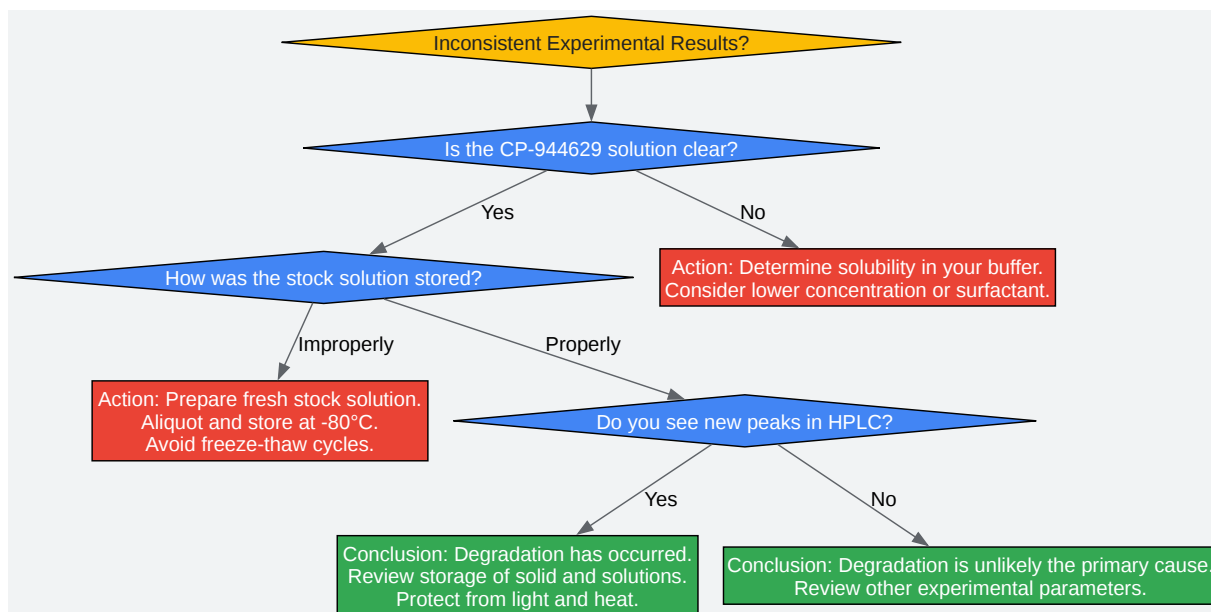 Inconsistent Experimental Results?
Is the CP-944629 solution clear?
Yes
No
How was the stock solution stored?
Action: Determine solubility in your buffer.
Consider lower concentration or surfactant.
Improperly
Properly
Action: Prepare fresh stock solution.
Aliquot and store at -80°C.
Avoid freeze-thaw cycles.
Do you see new peaks in HPLC?
Yes
No
Conclusion: Degradation has occurred.
Review storage of solid and solutions.
Protect from light and heat.
Conclusion: Degradation is unlikely the primary cause.
Review other experimental parameters.